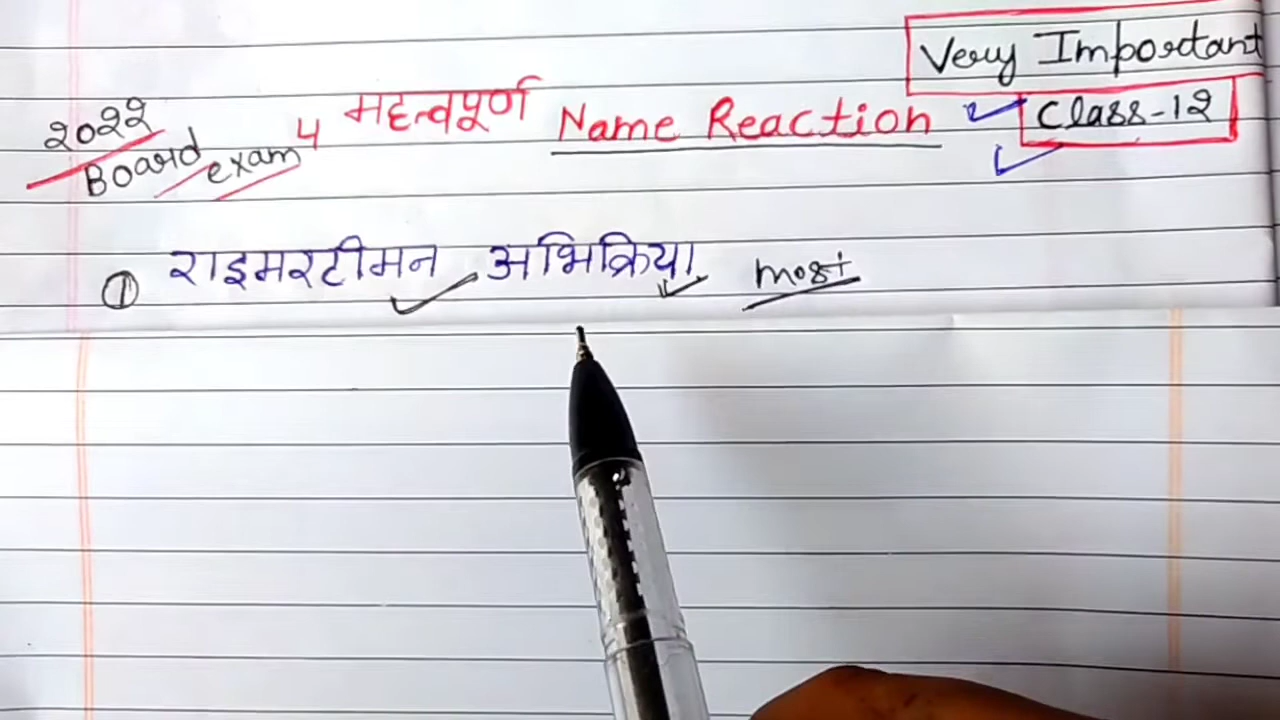 Very Important
2022 महत्वपूर्ण Name Reaction Class-12
Board exam 4
① राइमरटीमन अभिक्रिया most